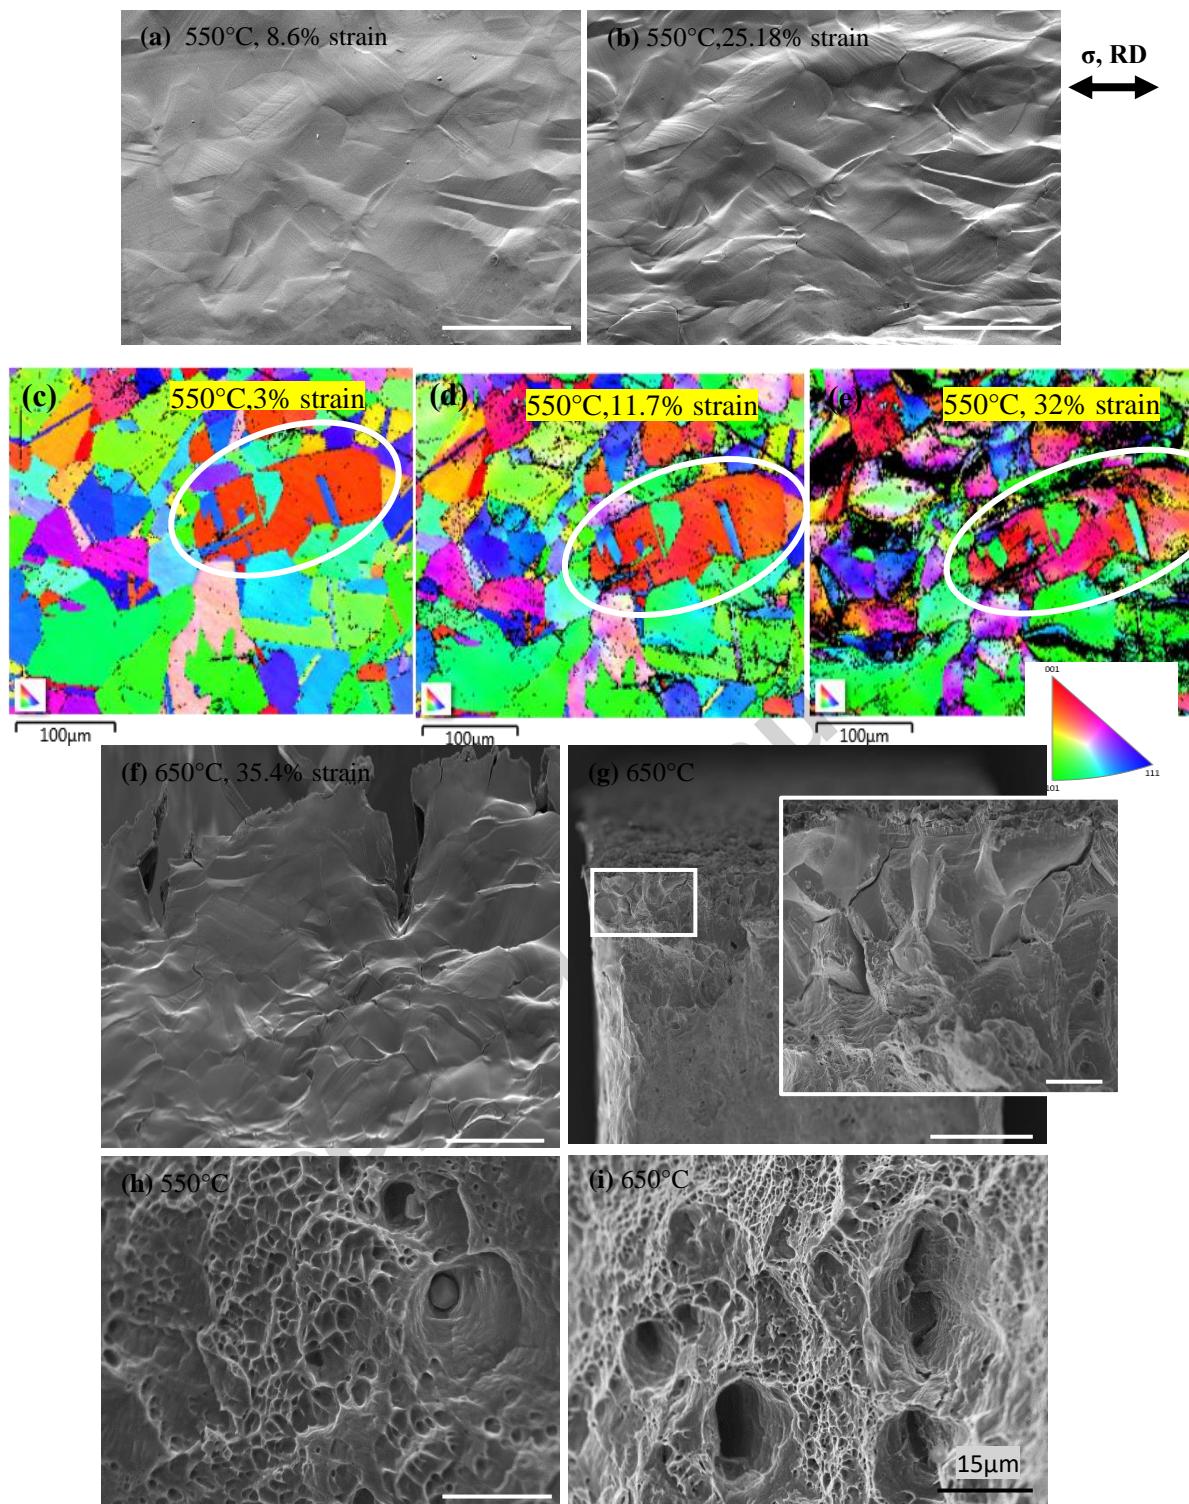 (a) 550°C, 8.6% strain
(b) 550°C,25.18% strain
σ, RD
(c) 550°C,3% strain
(d) 550°C,11.7% strain
(e) 550°C, 32% strain
100μm
100μm
100μm
001
111
101
(f) 650°C, 35.4% strain
(g) 650°C
(h) 550°C
(i) 650°C
15μm